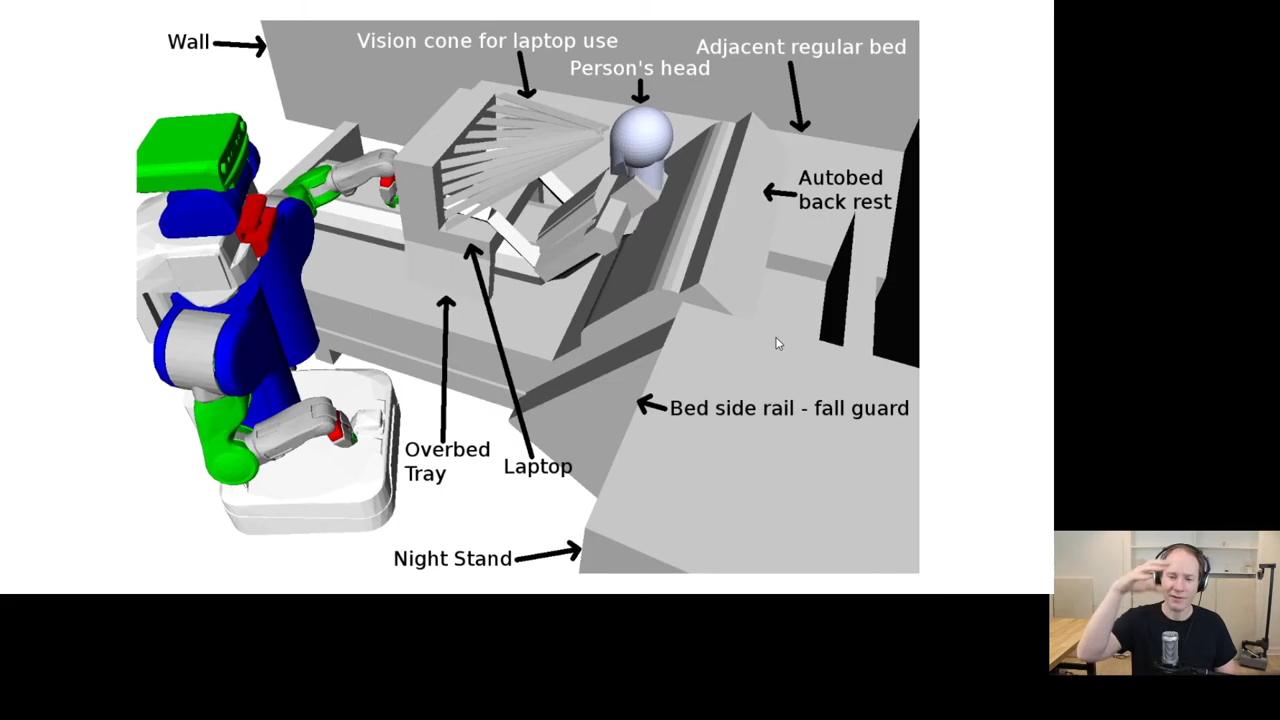 Wall
Vision cone for laptop use
Adjacent regular bed
Person's head
Autobed
back rest
Bed side rail - fall guard
Overbed
Tray
Laptop
Night Stand